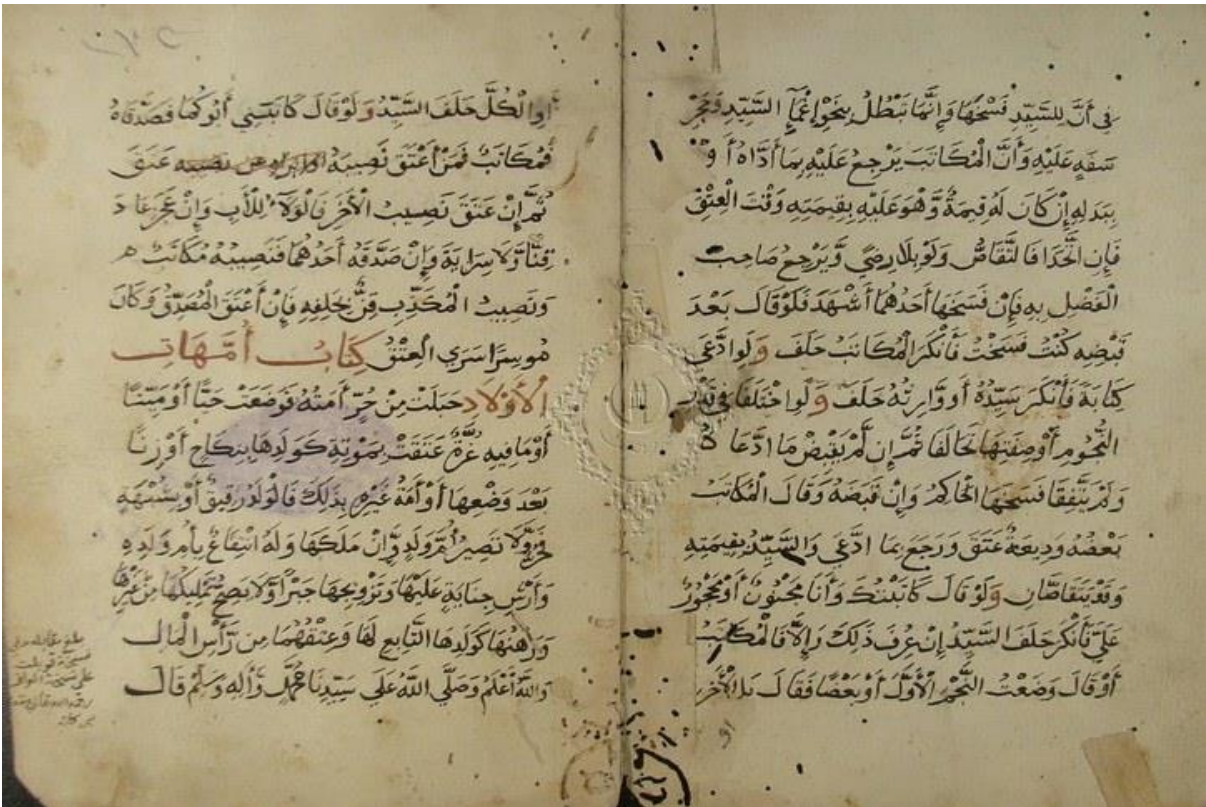 في أن للسيد فسخها وإنما تبطل بنحو إغماء السيد فحجر
سفه عليه وأن المكاتب يرجع عليه بما أداه أو
ببدله إن كان له قيمة وهو عليه بقيمته وقت العتق
فإن اتحدا فالتقاص ولو بلا رضى ويرجع صاحب
الفضل به فإن فسخها أحدهما أشهد فلو قال بعد
قبضه كنت فسخت فأنكر المكاتب حلف ولو ادعى
كتابة فأنكر سيده أو وارثه حلف ولو اختلفا في قدر
النجوم أو صفتها تحالفا ثم إن لم يقبض ما ادعاه
ولم يتفقا فسخها الحاكم وإن قبضه وقال المكاتب
بعضه وديعة عتق ورجع بما ادعى والسيد بقيمته
وقد يتقاصان ولو قال كاتبتك وأنا مجنون أو محجور
علي فأنكر حلف السيد إن عرف ذلك وإلا فالمكاتب
أو قال وضعت النجم الأول أو بعضا فقال بل الآخر
او
أو الكل حلف السيد ولو قال كاتبني أبوكما فصدقاه
فمكاتب فمن أعتق نصيبه أو أبرأه عن نصيبه عتق
ثم إن عتق نصيب الآخر فالولاء للأب وإن عجز عاد
قنا ولا سراية وإن صدقه أحدهما فنصيبه مكاتب
ونصيب المكذب قن بحلفه فإن أعتق المصدق وكان
موسرا سرى العتق كتاب أمهات
الأولاد حبلت من حر أمته فوضعت حيا أو ميتا
أو ما فيه غرة عتقت بموته كولدها بنكاح أو زنا
بعد وضعها أو أمة غيره بذلك فالولد رقيق أو بشبهة
فحر ولا تصير أم ولد وإن ملكها وله انتفاع بأم ولده
وأرش جناية عليها وتزويجها جبرا ولا يصح تمليكها من غيرها
ورهنها كولدها التابع لها وعتقهما من رأس المال
والله أعلم وصلى الله على سيدنا محمد وآله وسلم قال